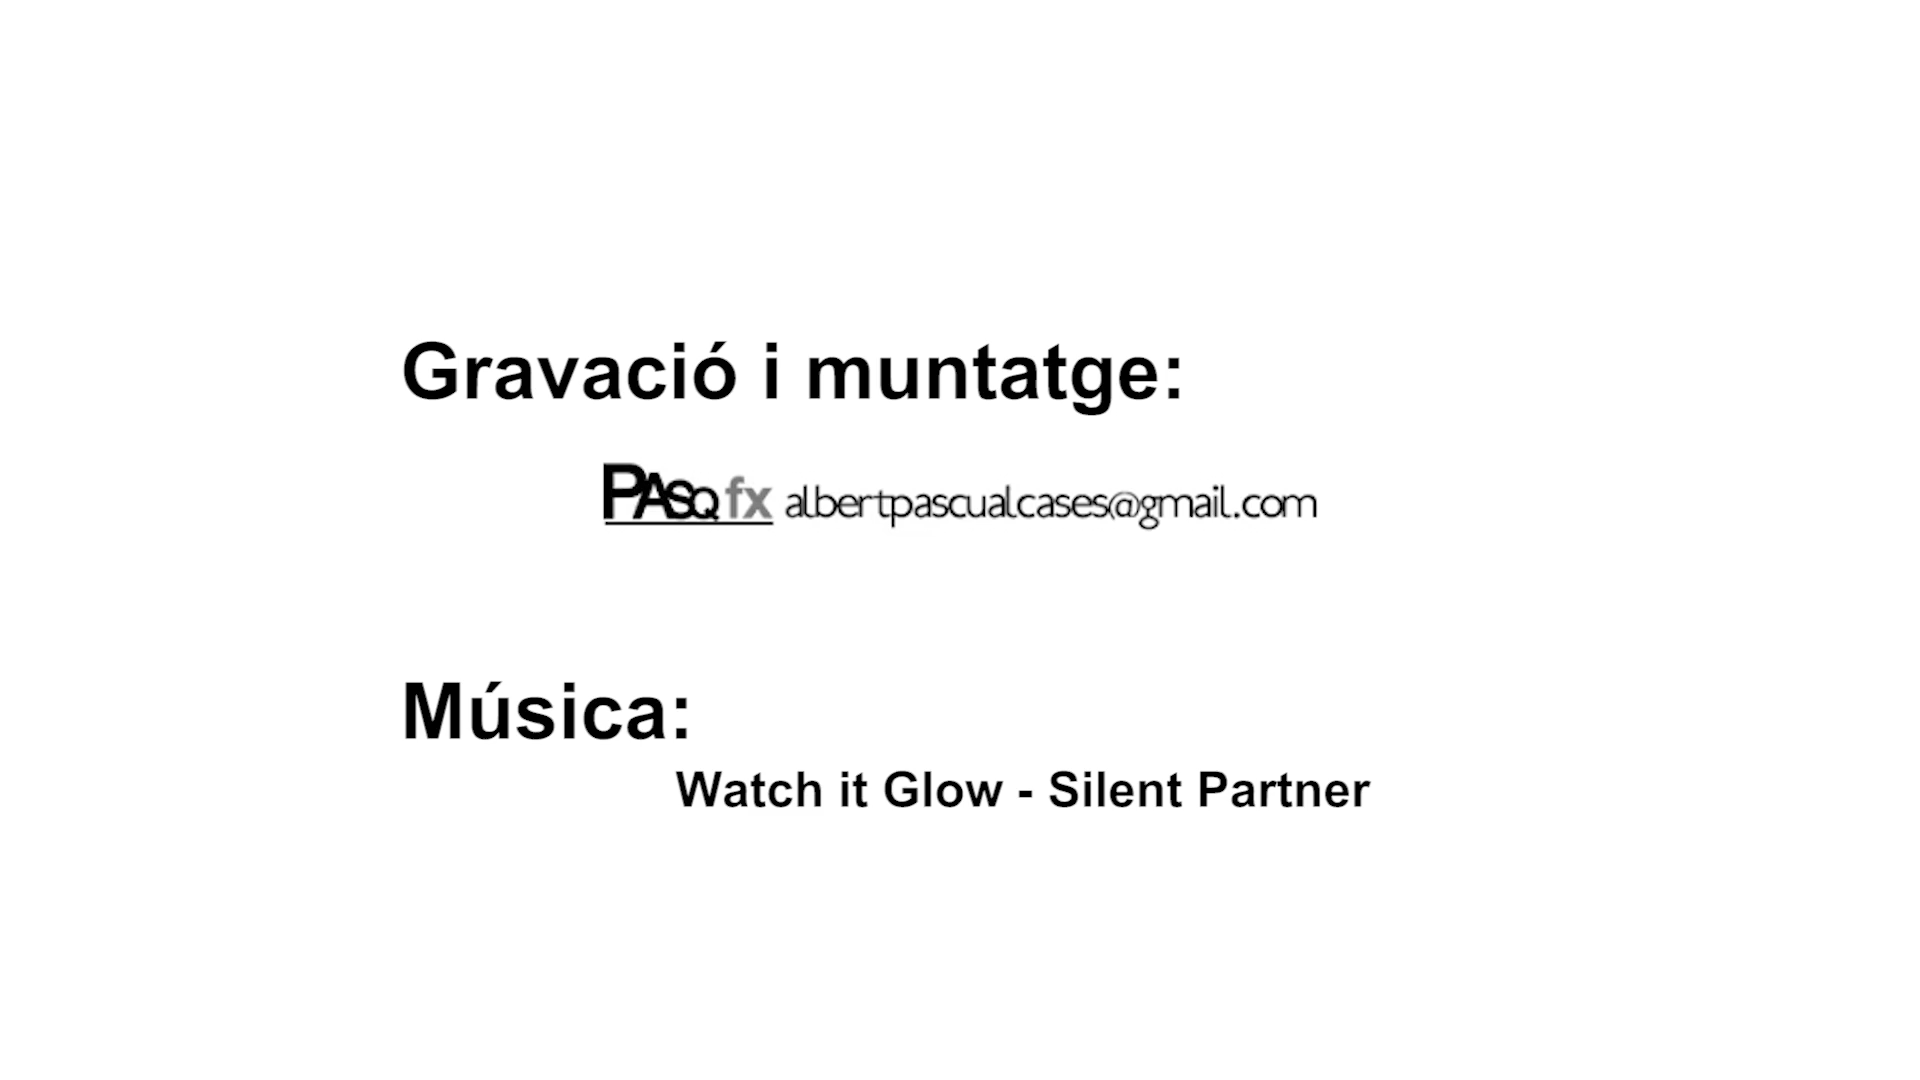 Gravació i muntatge:
PASQ fx albertpascualcases@gmail.com
Música:
Watch it Glow - Silent Partner